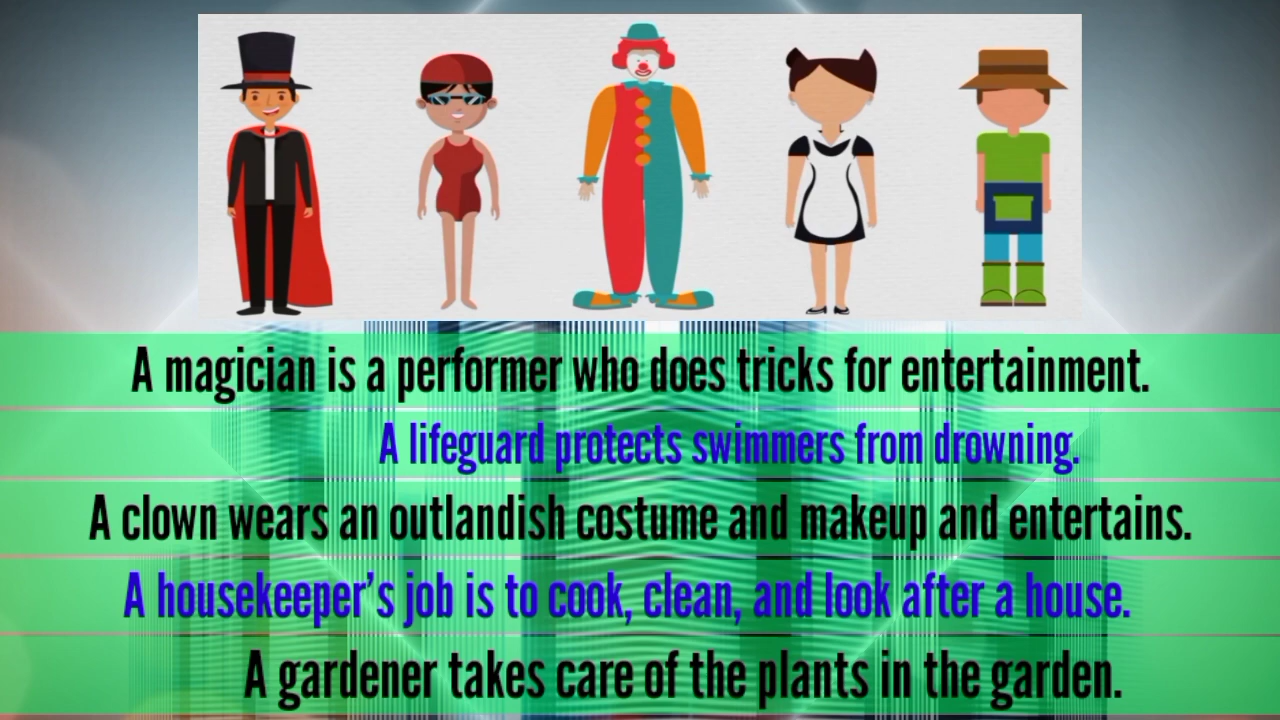 A magician is a performer who does tricks for entertainment.
A lifeguard protects swimmers from drowning.
A clown wears an outlandish costume and makeup and entertains.
A housekeeper’s job is to cook, clean, and look after a house.
A gardener takes care of the plants in the garden.